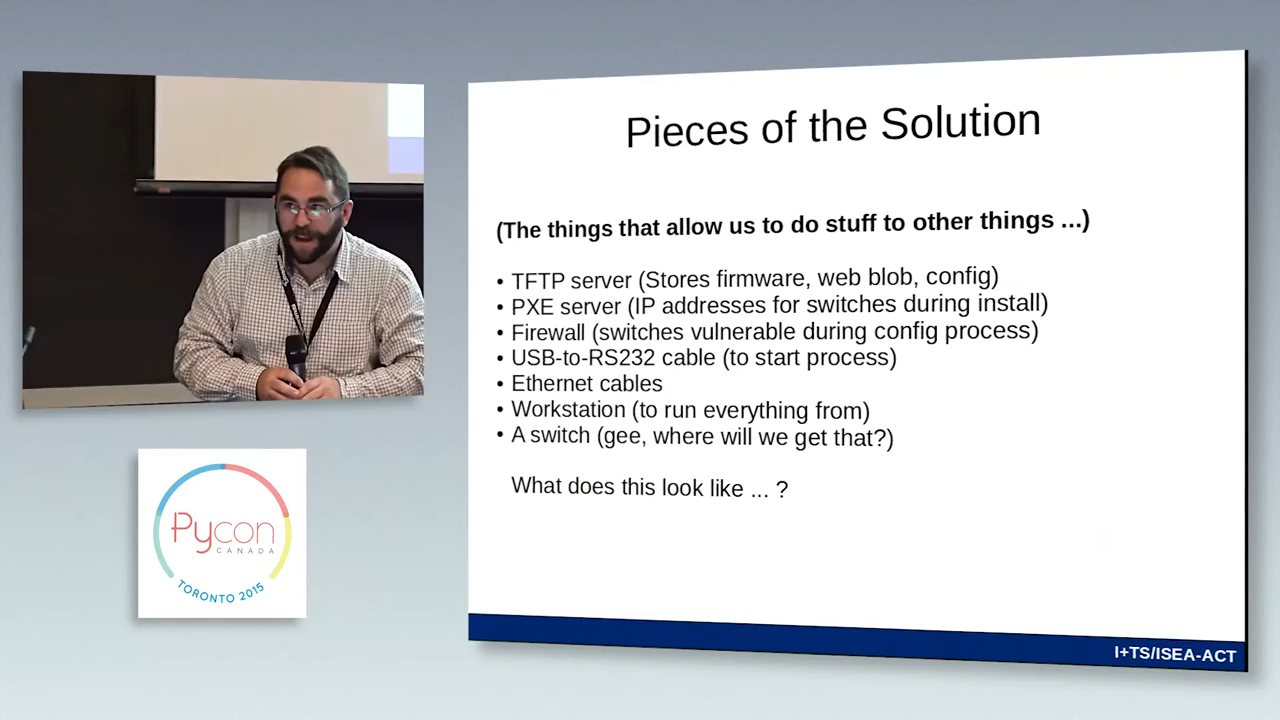 Pieces of the Solution
(The things that allow us to do stuff to other things ...)
• TFTP server (Stores firmware, web blob, config)
• PXE server (IP addresses for switches during install)
• Firewall (switches vulnerable during config process)
• USB-to-RS232 cable (to start process)
• Ethernet cables
• Workstation (to run everything from)
• A switch (gee, where will we get that?)
What does this look like ... ?
I+TS/ISEA-ACT
Pycon
CANADA
TORONTO 2015